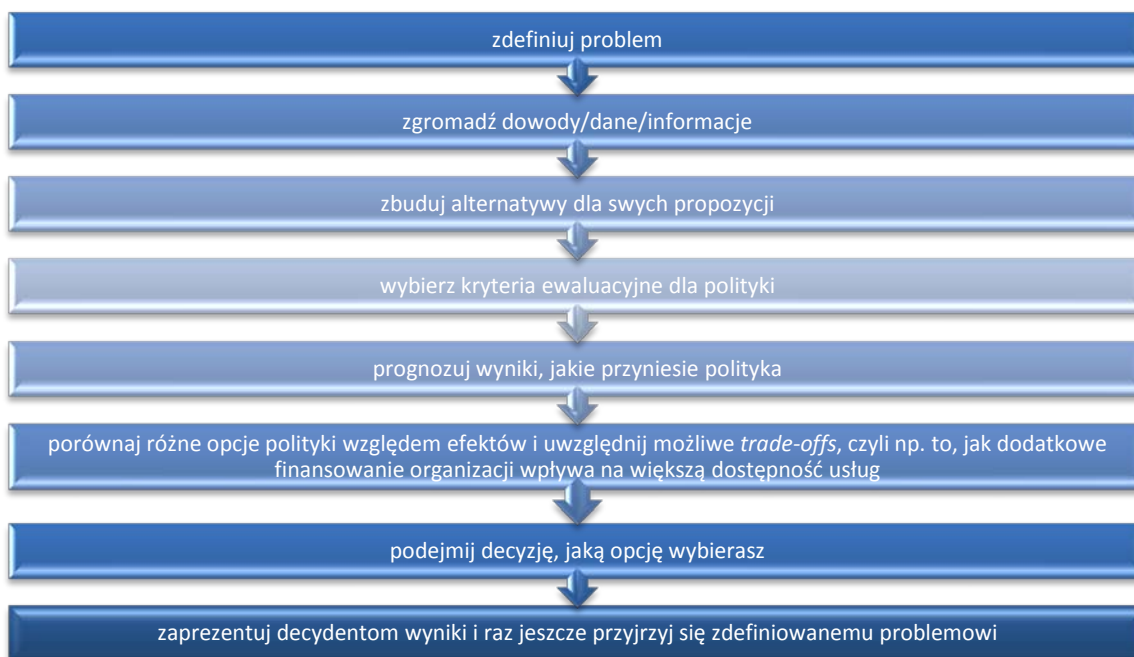 zdefiniuj problem
zgromadź dowody/dane/informacje
zbuduj alternatywy dla swych propozycji
wybierz kryteria ewaluacyjne dla polityki
prognozuj wyniki, jakie przyniesie polityka
porównaj różne opcje polityki względem efektów i uwzględnij możliwe trade-offs, czyli np. to, jak dodatkowe
finansowanie organizacji wpływa na większą dostępność usług
podejmij decyzję, jaką opcję wybierasz
zaprezentuj decydentom wyniki i raz jeszcze przyjrzyj się zdefiniowanemu problemowi